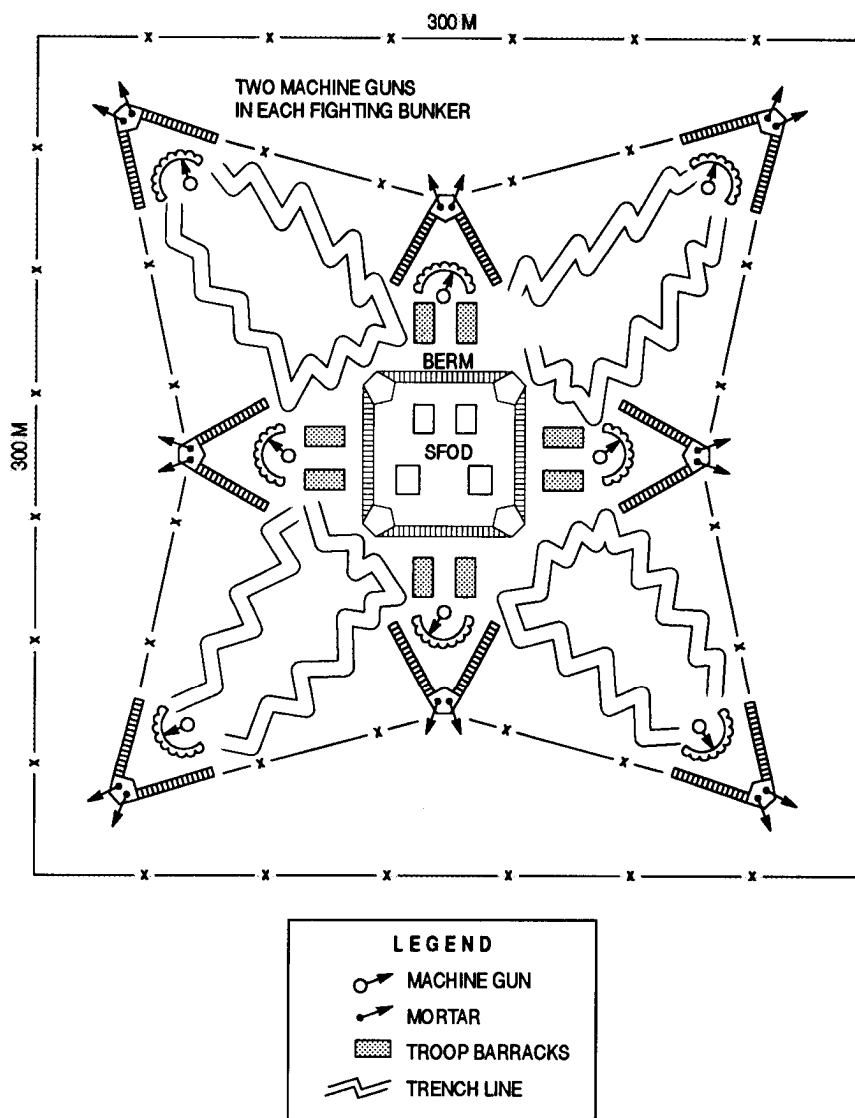 300 M
TWO MACHINE GUNS
IN EACH FIGHTING BUNKER
BERM
SFOD
300 M
LEGEND
MACHINE GUN
MORTAR
TROOP BARRACKS
TRENCH LINE